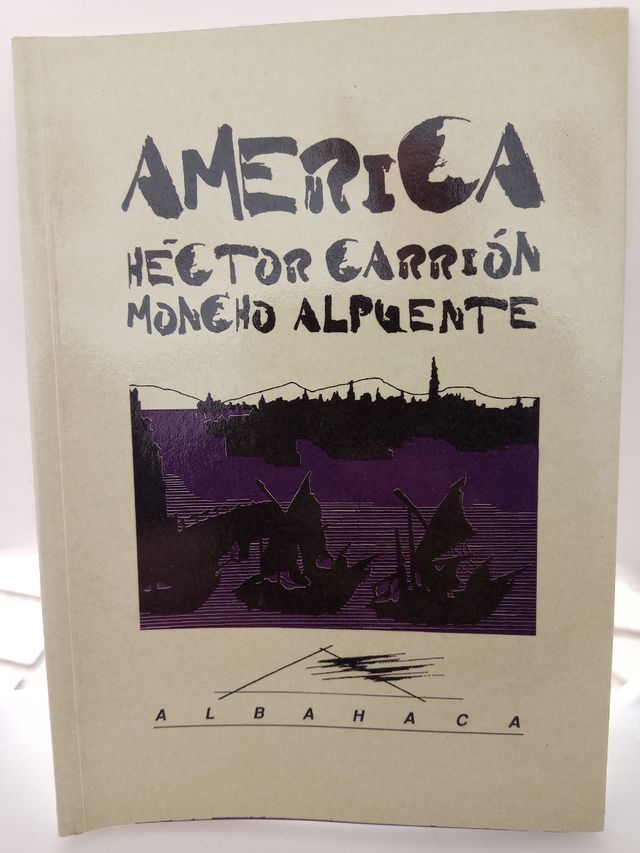 AMERICA
HÉCTOR CARRIÓN
MONCHO ALPUENTE
ALBAHACA